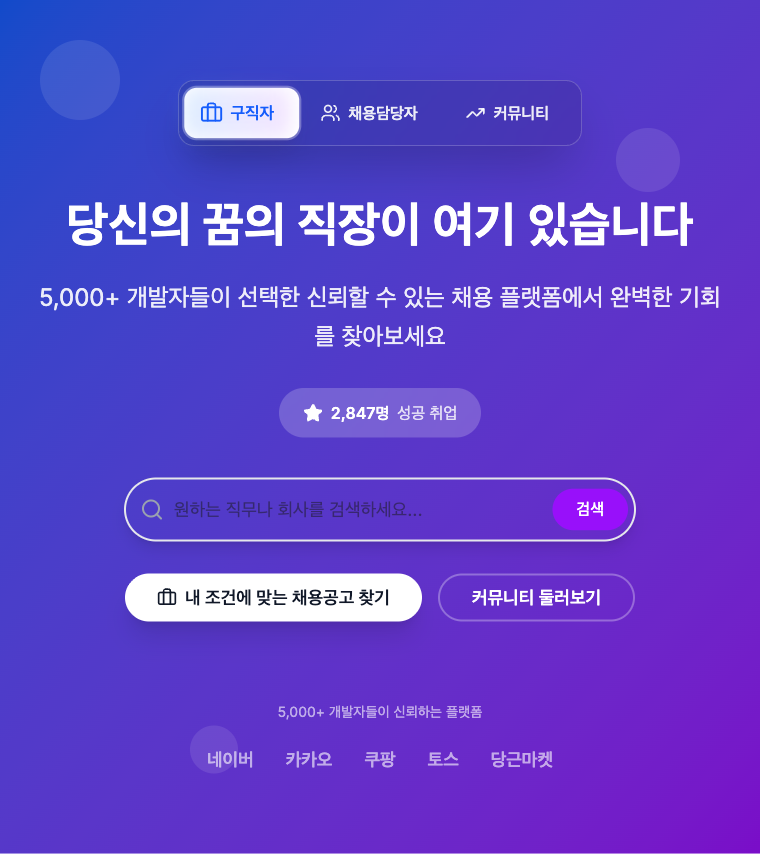 구직자 채용담당자 커뮤니티
당신의 꿈의 직장이 여기 있습니다
5,000+ 개발자들이 선택한 신뢰할 수 있는 채용 플랫폼에서 완벽한 기회
를 찾아보세요
2,847명 성공 취업
원하는 직무나 회사를 검색하세요... 검색
내 조건에 맞는 채용공고 찾기 커뮤니티 둘러보기
5,000+ 개발자들이 신뢰하는 플랫폼
네이버 카카오 쿠팡 토스 당근마켓